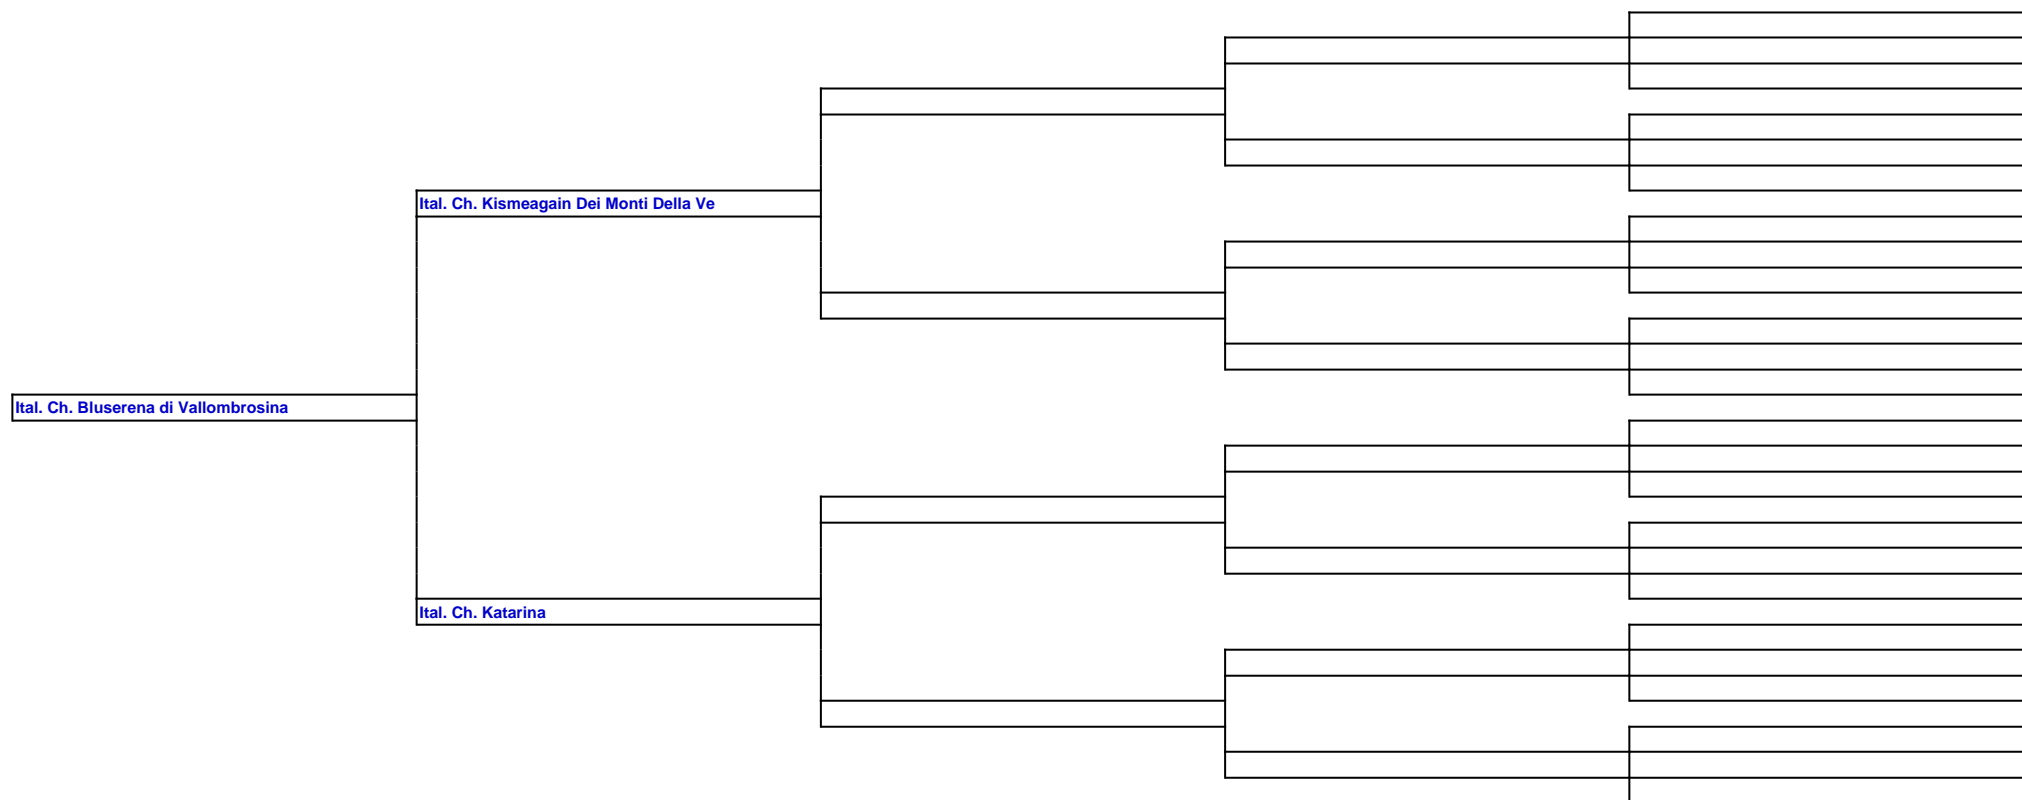 Ital. Ch. Kismeagain Dei Monti Della Ve
Ital. Ch. Bluserena di Vallombrosina
Ital. Ch. Katarina